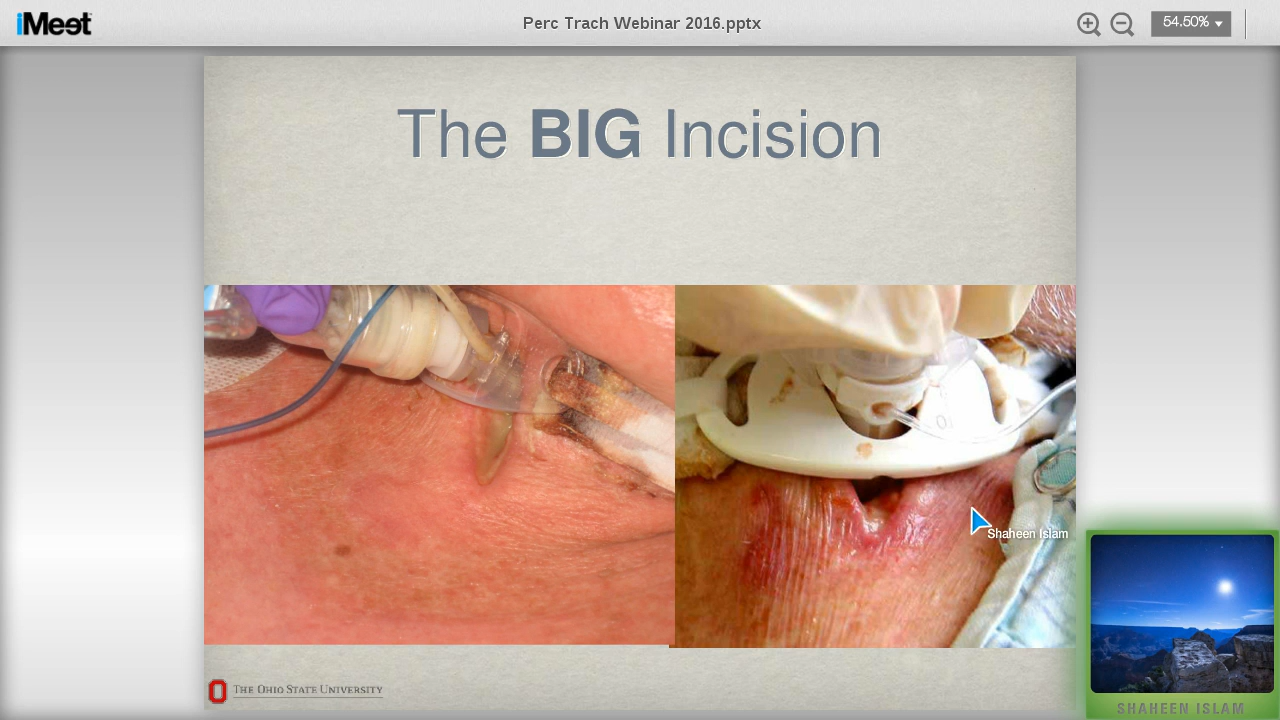 iMeet
Perc Trach Webinar 2016.pptx
54.50%
The BIG Incision
Shaheen Islam
THE OHIO STATE UNIVERSITY
SHAHEEN ISLAM